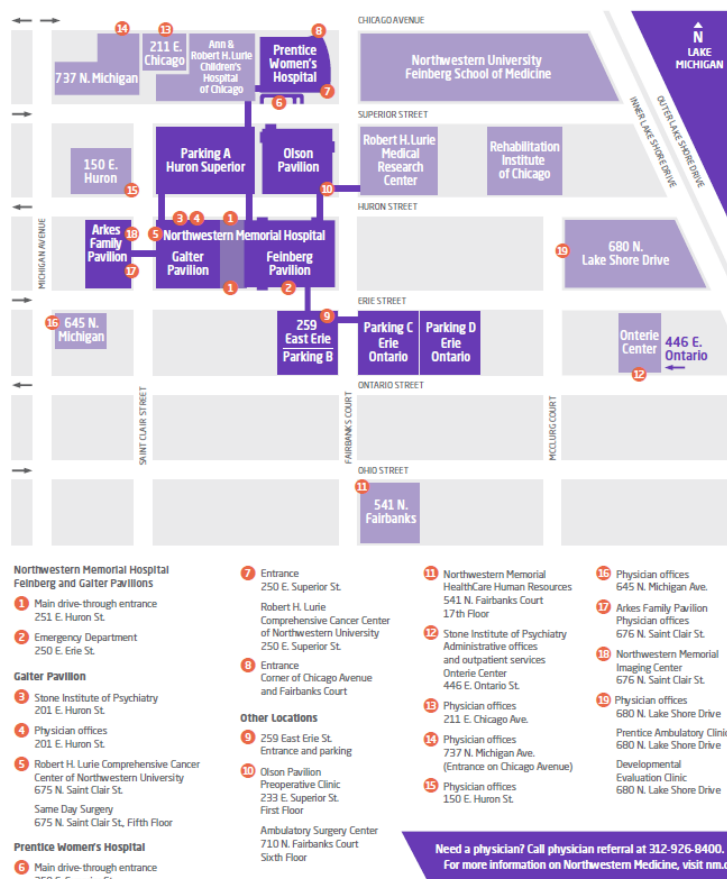 CHICAGO AVENUE
8
14
13
211 E.
Chicago
Ann &
Robert H. Lurie
Children's
Hospital
of Chicago
Prentice
Women's
Hospital
737 N. Michigan
7
6
Northwestern University
Feinberg School of Medicine
N
LAKE
MICHIGAN
INNER LAKE SHORE DRIVE
OUTER LAKE SHORE DRIVE
SUPERIOR STREET
150 E.
Huron
15
Parking A
Huron Superior
Olson
Pavilion
10
Robert H. Lurie
Medical
Research
Center
Rehabilitation
Institute
of Chicago
HURON STREET
MICHIGAN AVENUE
Arkes
Family
Pavilion
18
17
3
4
1
5
Northwestern Memorial Hospital
Galter
Pavilion
Feinberg
Pavilion
1
2
19
680 N.
Lake Shore Drive
ERIE STREET
16
645 N.
Michigan
9
259
East Erie
Parking B
Parking C
Erie
Ontario
Parking D
Erie
Ontario
Onterie
Center
446 E.
Ontario
12
ONTARIO STREET
SAINT CLAIR STREET
FAIRBANKS COURT
MCCLURG COURT
OHIO STREET
11
541 N.
Fairbanks
Northwestern Memorial Hospital
Feinberg and Galter Pavilions
1 Main drive-through entrance
251 E. Huron St.
2 Emergency Department
250 E. Erie St.
Galter Pavilion
3 Stone Institute of Psychiatry
201 E. Huron St.
4 Physician offices
201 E. Huron St.
5 Robert H. Lurie Comprehensive Cancer
Center of Northwestern University
675 N. Saint Clair St.
Same Day Surgery
675 N. Saint Clair St., Fifth Floor
Prentice Women's Hospital
6 Main drive-through entrance
250 E. Superior St.
7 Entrance
250 E. Superior St.
Robert H. Lurie
Comprehensive Cancer Center
of Northwestern University
250 E. Superior St.
8 Entrance
Corner of Chicago Avenue
and Fairbanks Court
Other Locations
9 259 East Erie St.
Entrance and parking
10 Olson Pavilion
Preoperative Clinic
233 E. Superior St.
First Floor
Ambulatory Surgery Center
710 N. Fairbanks Court
Sixth Floor
11 Northwestern Memorial
HealthCare Human Resources
541 N. Fairbanks Court
17th Floor
12 Stone Institute of Psychiatry
Administrative offices
and outpatient services
Onterie Center
446 E. Ontario St.
13 Physician offices
211 E. Chicago Ave.
14 Physician offices
737 N. Michigan Ave.
(Entrance on Chicago Avenue)
15 Physician offices
150 E. Huron St.
16 Physician offices
645 N. Michigan Ave.
17 Arkes Family Pavilion
Physician offices
676 N. Saint Clair St.
18 Northwestern Memorial
Imaging Center
676 N. Saint Clair St.
19 Physician offices
680 N. Lake Shore Drive
Prentice Ambulatory Clinic
680 N. Lake Shore Drive
Developmental
Evaluation Clinic
680 N. Lake Shore Drive
Need a physician? Call physician referral at 312-926-8400.
For more information on Northwestern Medicine, visit